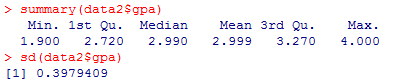 > summary(data2$gpa)
Min. 1st Qu. Median Mean 3rd Qu. Max.
1.900 2.720 2.990 2.999 3.270 4.000
> sd(data2$gpa)
[1] 0.3979409